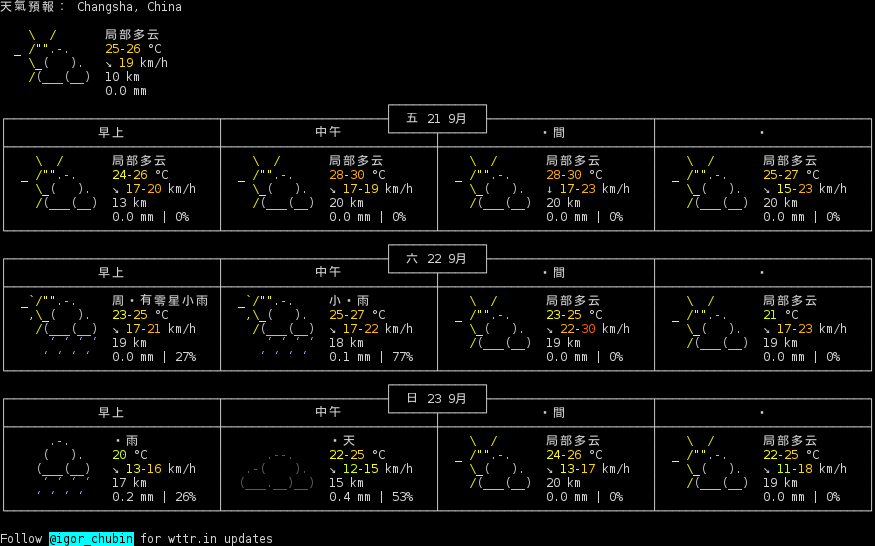 天氣預報： Changsha, China
局部多云
25-26 °C
↘ 19 km/h
10 km
0.0 mm
五 21 9月
早上 中午 ・間 ・
局部多云 局部多云 局部多云 局部多云
24-26 °C 28-30 °C 28-30 °C 25-27 °C
↘ 17-20 km/h ↘ 17-19 km/h ↓ 17-23 km/h ↘ 15-23 km/h
13 km 20 km 20 km 20 km
0.0 mm | 0% 0.0 mm | 0% 0.0 mm | 0% 0.0 mm | 0%
六 22 9月
早上 中午 ・間 ・
周・有零星小雨 小・雨 局部多云 局部多云
23-25 °C 25-27 °C 23-25 °C 21 °C
↘ 17-21 km/h ↘ 17-22 km/h ↘ 22-30 km/h ↘ 17-23 km/h
19 km 18 km 19 km 19 km
0.0 mm | 27% 0.1 mm | 77% 0.0 mm | 0% 0.0 mm | 0%
日 23 9月
早上 中午 ・間 ・
・雨 ・天 局部多云 局部多云
20 °C 22-25 °C 24-26 °C 22-25 °C
↘ 13-16 km/h ↘ 12-15 km/h ↘ 13-17 km/h ↘ 11-18 km/h
17 km 15 km 20 km 19 km
0.2 mm | 26% 0.4 mm | 53% 0.0 mm | 0% 0.0 mm | 0%
Follow @igor_chubin for wttr.in updates